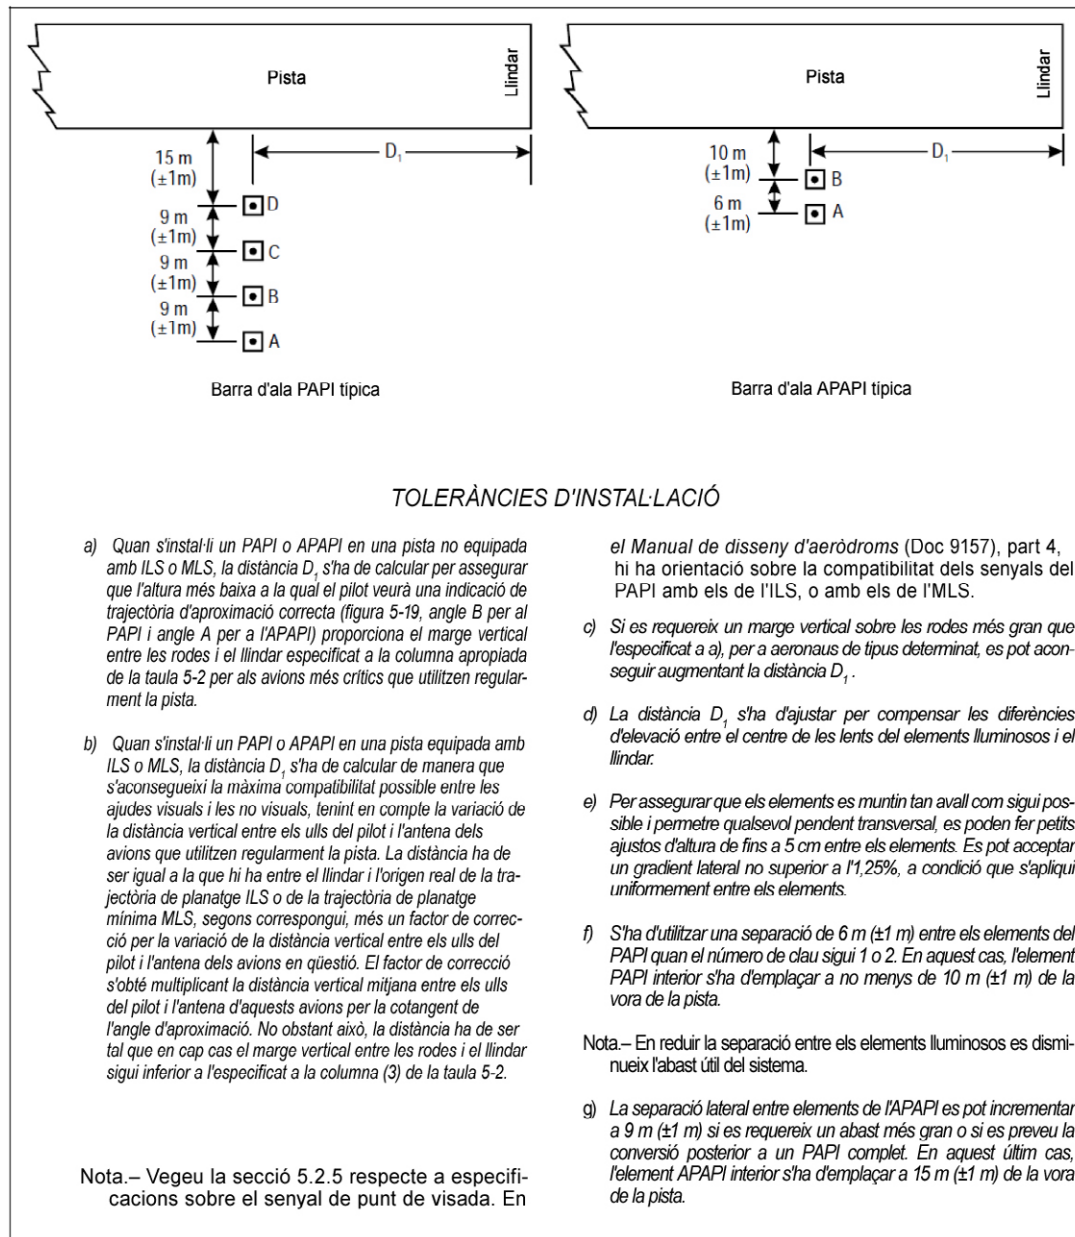 Pista
Llindar
15 m
(±1m)
D₁
D
9 m
(±1m)
C
9 m
(±1m)
B
9 m
(±1m)
A
Barra d'ala PAPI típica
Pista
Llindar
10 m
(±1m)
D₁
B
6 m
(±1m)
A
Barra d'ala APAPI típica
TOLERÀNCIES D'INSTAL·LACIÓ
a) Quan s'instal·li un PAPI o APAPI en una pista no equipada
amb ILS o MLS, la distància D₁ s'ha de calcular per assegurar
que l'altura més baixa a la qual el pilot veurà una indicació de
trajectòria d'aproximació correcta (figura 5-19, angle B per al
PAPI i angle A per a l'APAPI) proporciona el marge vertical
entre les rodes i el llindar especificat a la columna apropiada
de la taula 5-2 per als avions més crítics que utilitzen regular-
ment la pista.
b) Quan s'instal·li un PAPI o APAPI en una pista equipada amb
ILS o MLS, la distància D₁ s'ha de calcular de manera que
s'aconsegueixi la màxima compatibilitat possible entre les
ajudes visuals i les no visuals, tenint en compte la variació de
la distància vertical entre els ulls del pilot i l'antena dels
avions que utilitzen regularment la pista. La distància ha de
ser igual a la que hi ha entre el llindar i l'origen real de la tra-
jectòria de planatge ILS o de la trajectòria de planatge
mínima MLS, segons correspongui, més un factor de correc-
ció per la variació de la distància vertical entre els ulls del
pilot i l'antena dels avions en qüestió. El factor de correcció
s'obté multiplicant la distància vertical mitjana entre els ulls
del pilot i l'antena d'aquests avions per la cotangent de
l'angle d'aproximació. No obstant això, la distància ha de ser
tal que en cap cas el marge vertical entre les rodes i el llindar
sigui inferior a l'especificat a la columna (3) de la taula 5-2.
Nota.– Vegeu la secció 5.2.5 respecte a especifi-
cacions sobre el senyal de punt de visada. En
el Manual de disseny d'aeròdroms (Doc 9157), part 4,
hi ha orientació sobre la compatibilitat dels senyals del
PAPI amb els de l'ILS, o amb els de l'MLS.
c) Si es requereix un marge vertical sobre les rodes més gran que
l'especificat a a), per a aeronaus de tipus determinat, es pot acon-
seguir augmentant la distància D₁ .
d) La distància D₁ s'ha d'ajustar per compensar les diferències
d'elevació entre el centre de les lents del elements lluminosos i el
llindar.
e) Per assegurar que els elements es muntin tan avall com sigui pos-
sible i permetre qualsevol pendent transversal, es poden fer petits
ajustos d'altura de fins a 5 cm entre els elements. Es pot acceptar
un gradient lateral no superior a l'1,25%, a condició que s'apliqui
uniformement entre els elements.
f) S'ha d'utilitzar una separació de 6 m (±1 m) entre els elements del
PAPI quan el número de clau sigui 1 o 2. En aquest cas, l'element
PAPI interior s'ha d'emplaçar a no menys de 10 m (±1 m) de la
vora de la pista.
Nota.– En reduir la separació entre els elements lluminosos es dismi-
nueix l'abast útil del sistema.
g) La separació lateral entre elements de l'APAPI es pot incrementar
a 9 m (±1 m) si es requereix un abast més gran o si es preveu la
conversió posterior a un PAPI complet. En aquest últim cas,
l'element APAPI interior s'ha d'emplaçar a 15 m (±1 m) de la vora
de la pista.